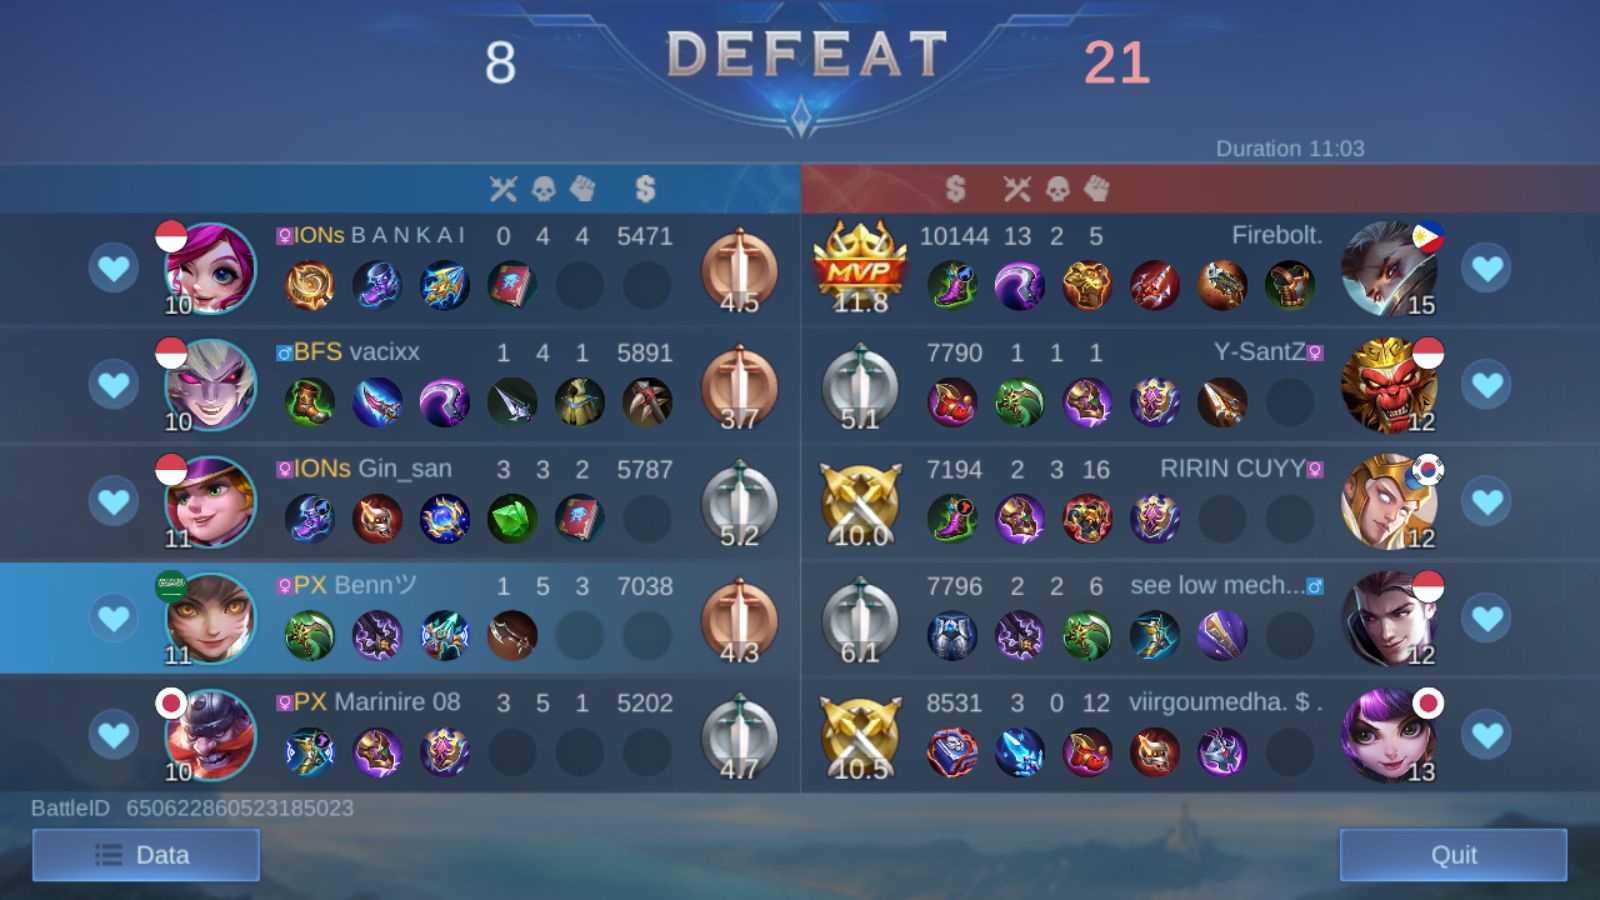 8 DEFEAT 21
Duration 11:03
IONs B A N K A I 0 4 4 5471
10 4.5
MVP 10144 13 2 5 Firebolt.
11.8 15
BFS vacixx 1 4 1 5891
10 3.7
7790 1 1 1 Y-SantZ
5.1 12
IONs Gin_san 3 3 2 5787
11 5.2
7194 2 3 16 RIRIN CUYY
10.0 12
PX Bennツ 1 5 3 7038
11 4.3
7796 2 2 6 see low mech...
6.1 12
PX Marinire 08 3 5 1 5202
10 4.7
8531 3 0 12 viirgoumedha. $ .
10.5 13
BattleID 650622860523185023
Data
Quit